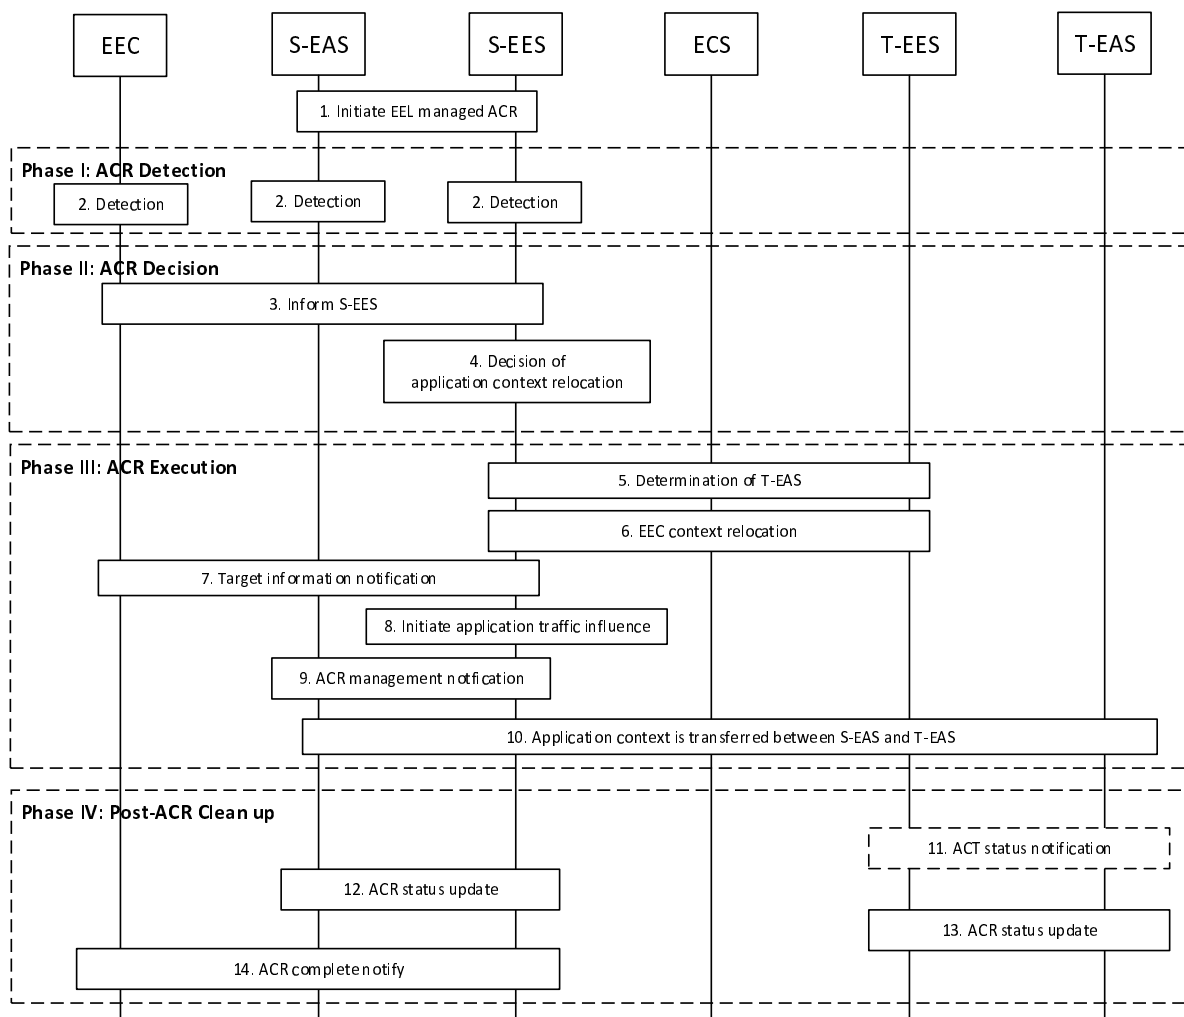 EEC
S-EAS
S-EES
ECS
T-EES
T-EAS
1. Initiate EEL managed ACR
Phase I: ACR Detection
2. Detection
2. Detection
2. Detection
Phase II: ACR Decision
3. Inform S-EES
4. Decision of
application context relocation
Phase III: ACR Execution
5. Determination of T-EAS
6. EEC context relocation
7. Target information notification
8. Initiate application traffic influence
9. ACR management notfication
10. Application context is transferred between S-EAS and T-EAS
Phase IV: Post-ACR Clean up
11. ACT status notification
12. ACR status update
13. ACR status update
14. ACR complete notify